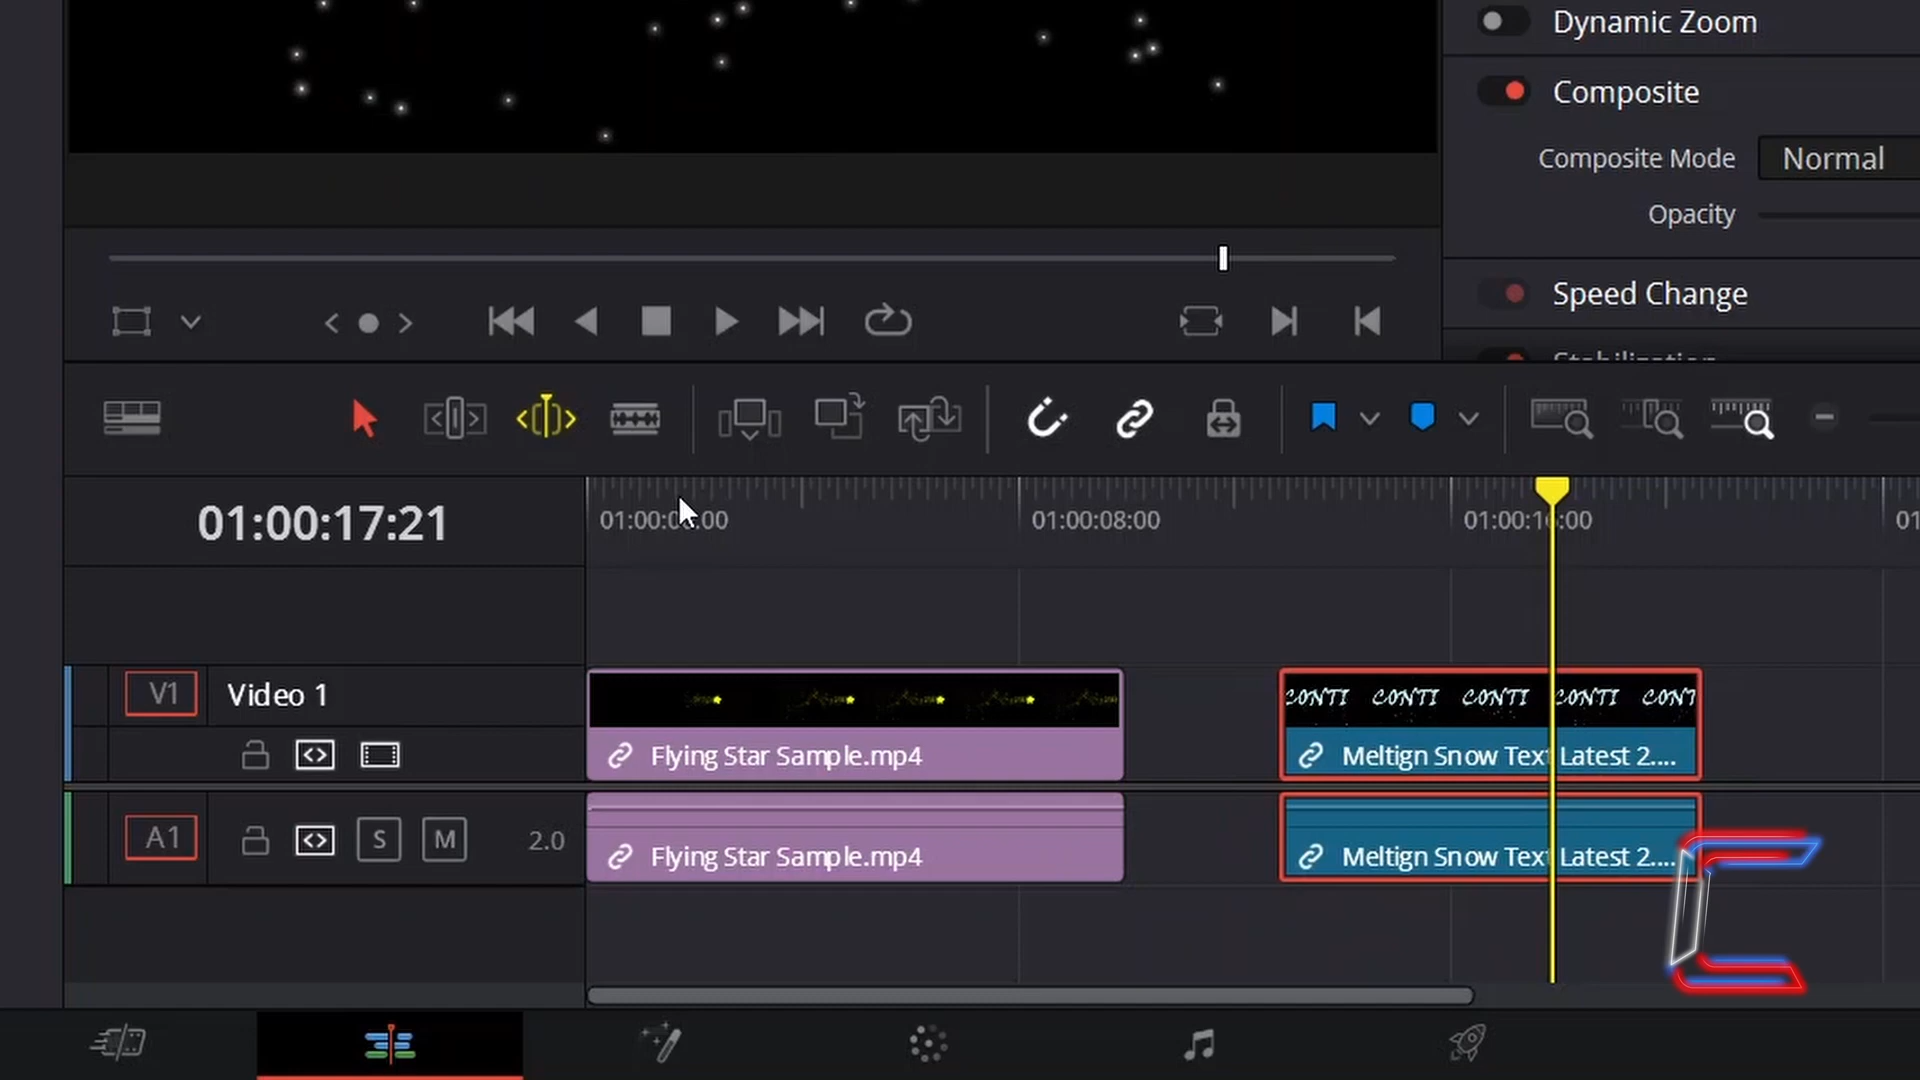 Dynamic Zoom
Composite
Composite Mode Normal
Opacity
Speed Change
Stabilization
01:00:17:21
01:00:08:00
V1 Video 1
CONTI CONTI CONTI CONTI CONT
Flying Star Sample.mp4
Meltign Snow Text Latest 2....
A1 S M 2.0
Flying Star Sample.mp4
Meltign Snow Text Latest 2....